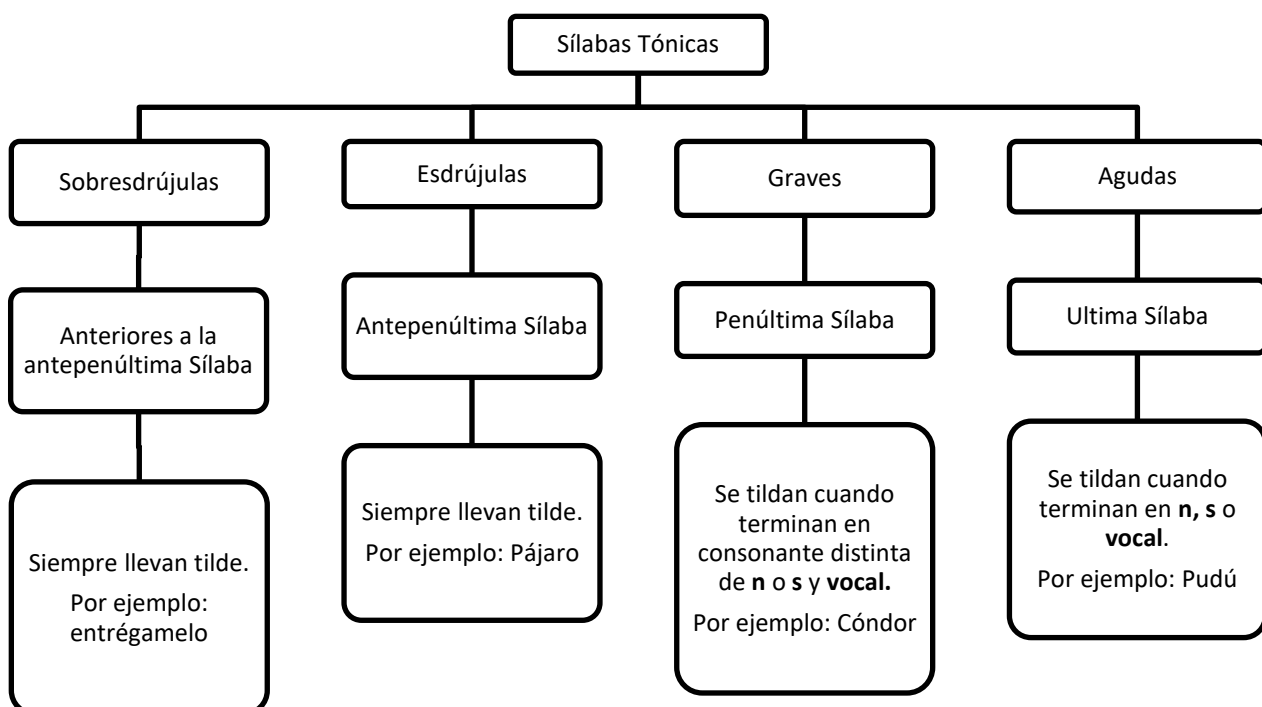 Sílabas Tónicas
Sobresdrújulas
Anteriores a la
antepenúltima Sílaba
Siempre llevan tilde.
Por ejemplo:
entrégamelo
Esdrújulas
Antepenúltima Sílaba
Siempre llevan tilde.
Por ejemplo: Pájaro
Graves
Penúltima Sílaba
Se tildan cuando
terminan en
consonante distinta
de n o s y vocal.
Por ejemplo: Cóndor
Agudas
Ultima Sílaba
Se tildan cuando
terminan en n, s o
vocal.
Por ejemplo: Pudú